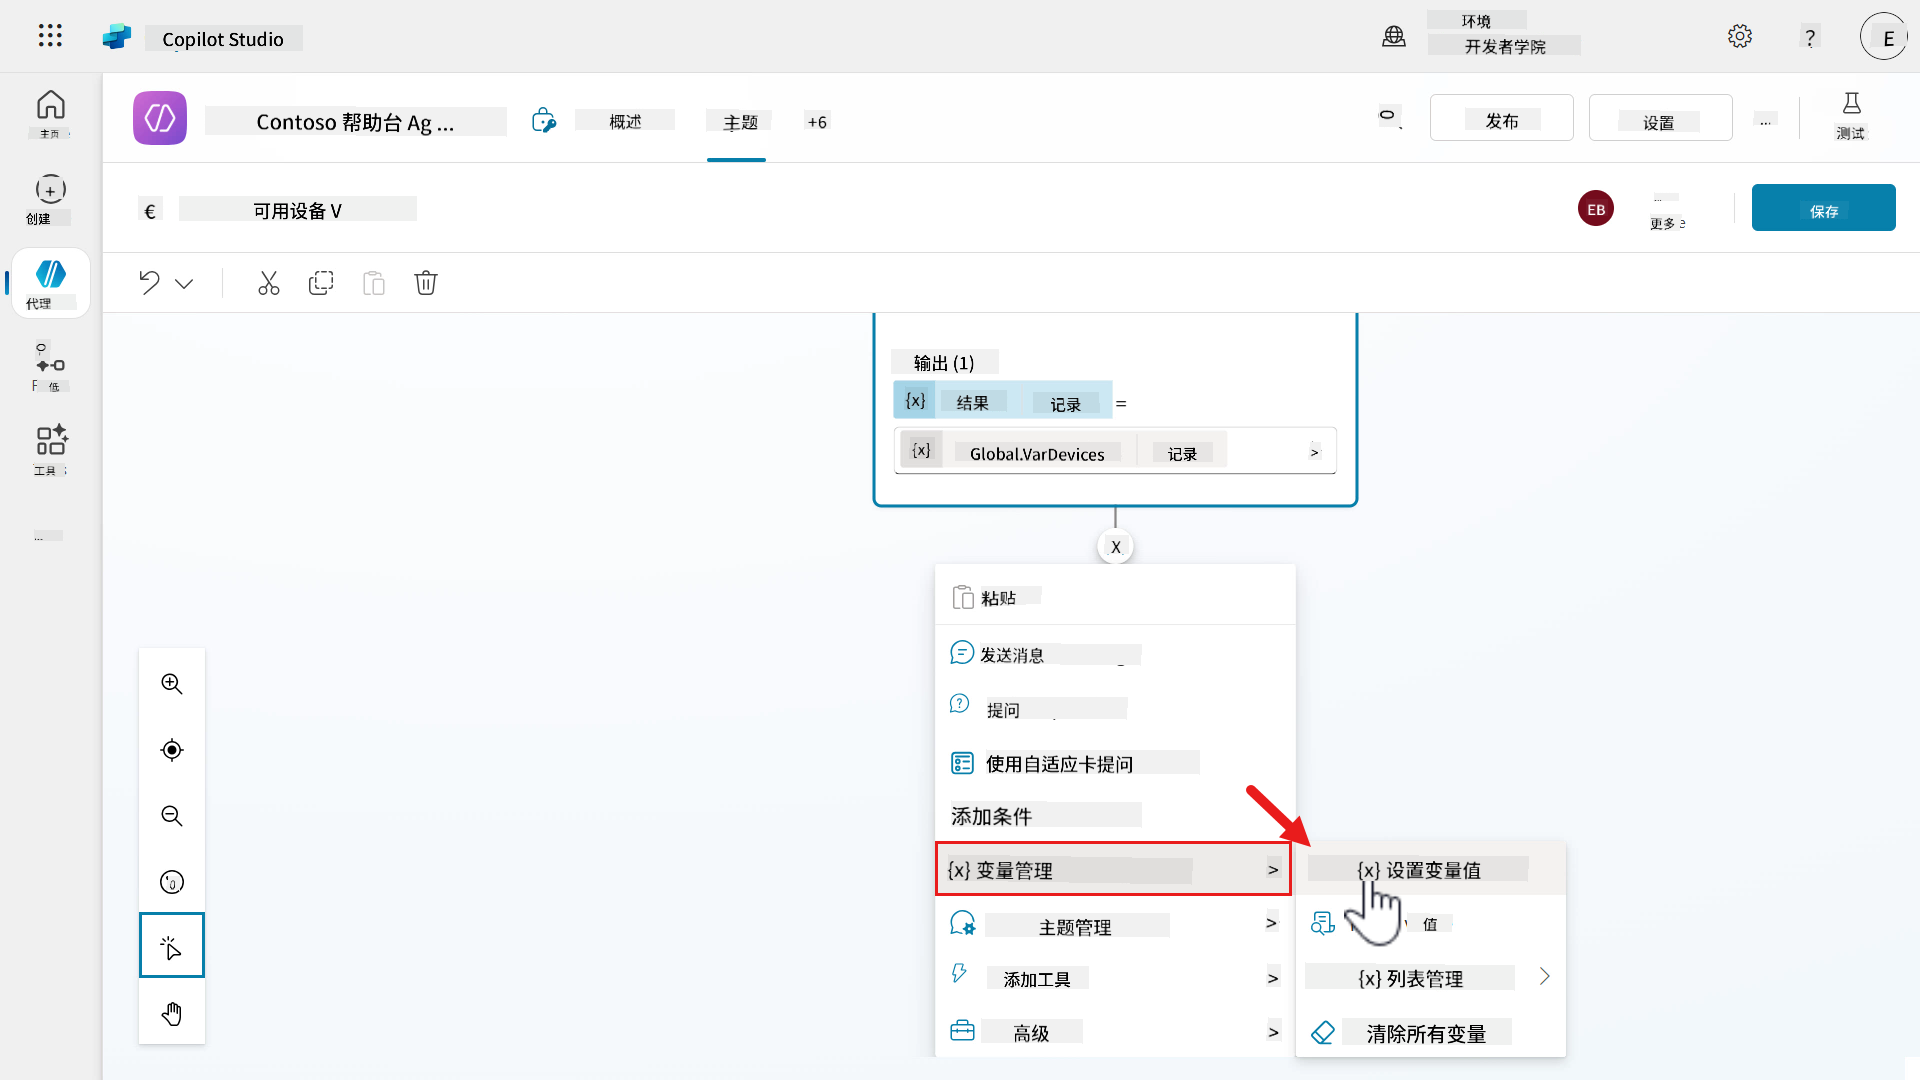 Copilot Studio
环境
开发者学院
?
E
主页
创建
代理
低
工具
...
Contoso 帮助台 Ag ...
概述
主题
+6
发布
设置
...
测试
€
可用设备 V
EB
...
更多
保存
输出 (1)
{x} 结果 记录 =
{x} Global.VarDevices 记录 >
X
粘贴
发送消息
提问
使用自适应卡提问
添加条件
{x} 变量管理 >
主题管理 >
添加工具 >
高级 >
{x} 设置变量值
值
{x} 列表管理
清除所有变量